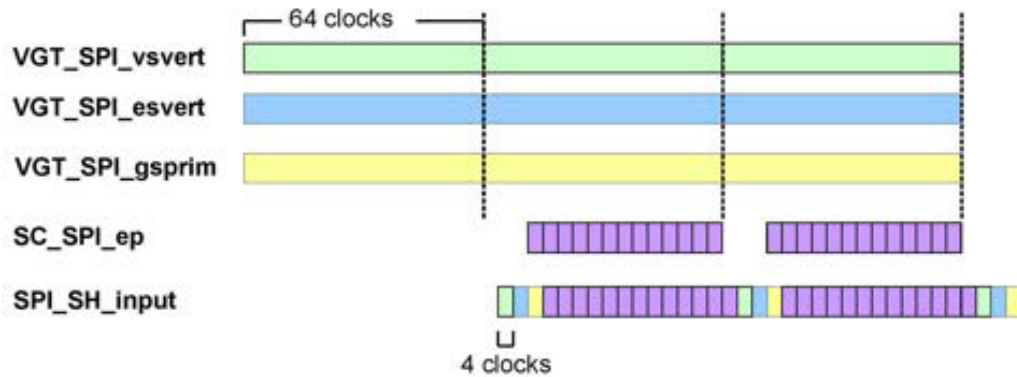 64 clocks
VGT_SPI_vsvert
VGT_SPI_esvert
VGT_SPI_gsprim
SC_SPI_ep
SPI_SH_input
4 clocks